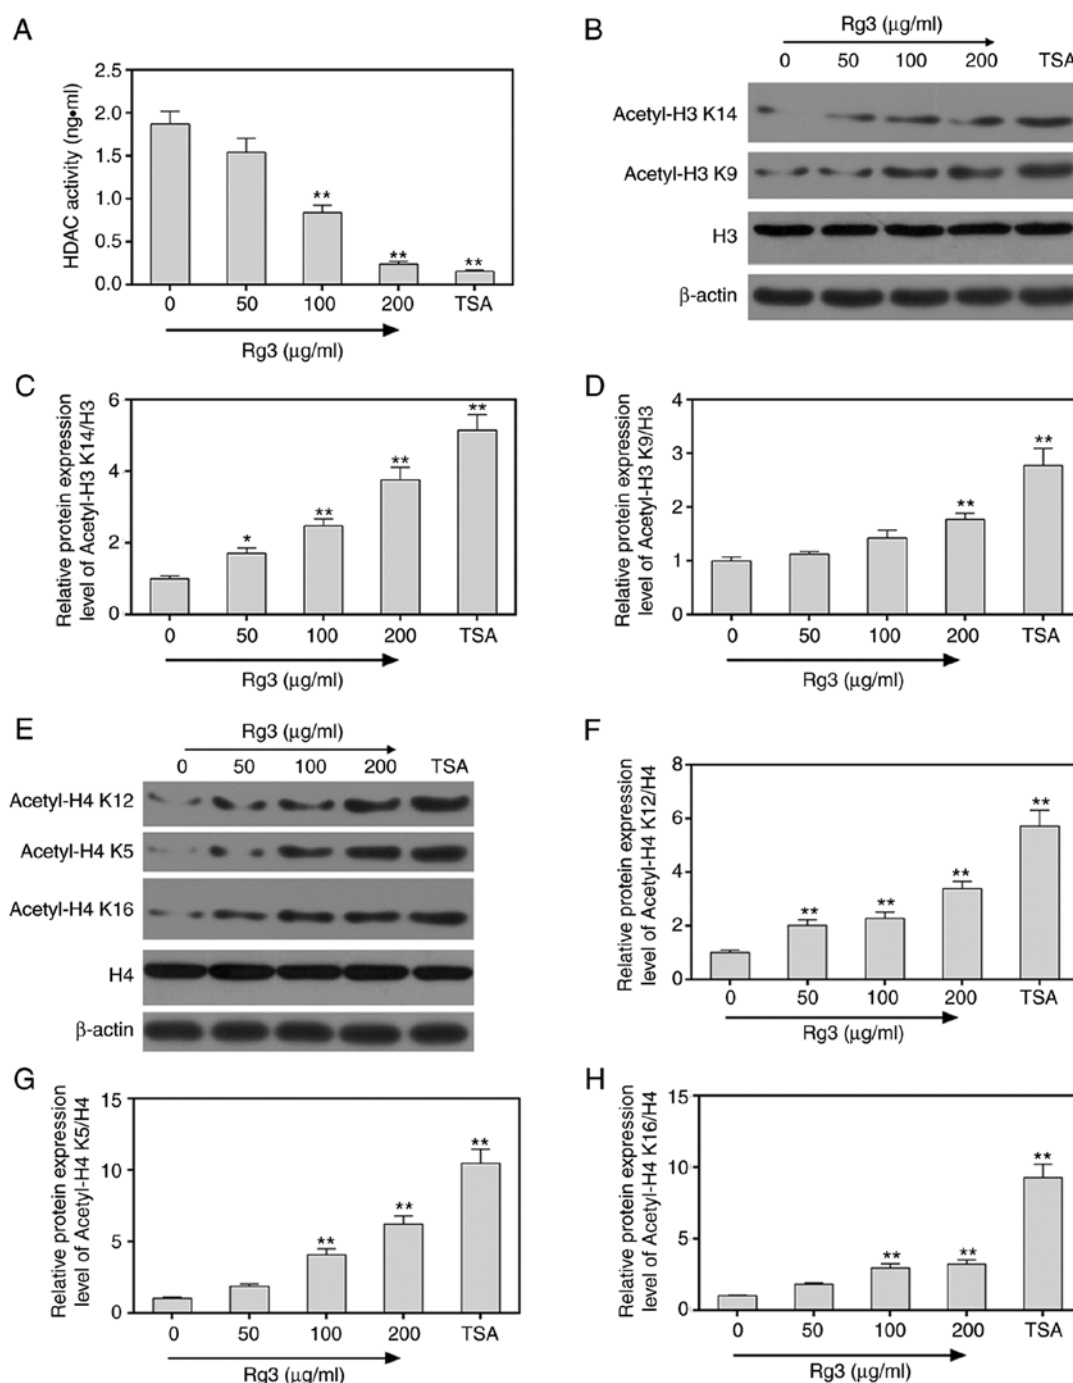 A
HDAC activity (ng•ml)
2.5
2.0
1.5
1.0
0.5
0.0
**
**
**
0 50 100 200 TSA
Rg3 (μg/ml)
B
Rg3 (μg/ml)
0 50 100 200 TSA
Acetyl-H3 K14
Acetyl-H3 K9
H3
β-actin
C
Relative protein expression
level of Acetyl-H3 K14/H3
6
4
2
0
*
**
**
**
0 50 100 200 TSA
Rg3 (μg/ml)
D
Relative protein expression
level of Acetyl-H3 K9/H3
4
3
2
1
0
**
**
0 50 100 200 TSA
Rg3 (μg/ml)
E
Rg3 (μg/ml)
0 50 100 200 TSA
Acetyl-H4 K12
Acetyl-H4 K5
Acetyl-H4 K16
H4
β-actin
F
Relative protein expression
level of Acetyl-H4 K12/H4
8
6
4
2
0
**
**
**
**
0 50 100 200 TSA
Rg3 (μg/ml)
G
Relative protein expression
level of Acetyl-H4 K5/H4
15
10
5
0
**
**
**
0 50 100 200 TSA
Rg3 (μg/ml)
H
Relative protein expression
level of Acetyl-H4 K16/H4
15
10
5
0
**
**
**
0 50 100 200 TSA
Rg3 (μg/ml)